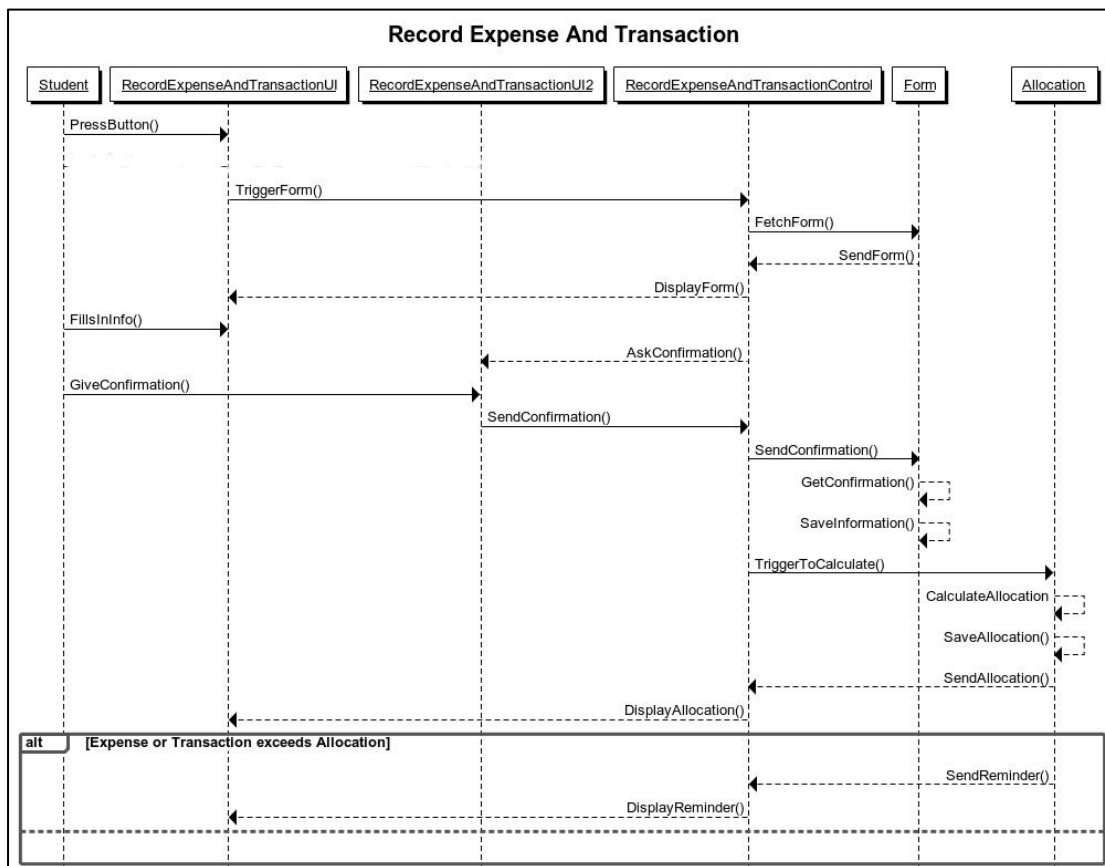 Record Expense And Transaction
Student RecordExpenseAndTransactionUI RecordExpenseAndTransactionUI2 RecordExpenseAndTransactionControl Form Allocation
PressButton()
TriggerForm()
FetchForm()
SendForm()
DisplayForm()
FillsInInfo()
AskConfirmation()
GiveConfirmation()
SendConfirmation()
SendConfirmation()
GetConfirmation()
SaveInformation()
TriggerToCalculate()
CalculateAllocation
SaveAllocation()
SendAllocation()
DisplayAllocation()
alt [Expense or Transaction exceeds Allocation]
SendReminder()
DisplayReminder()